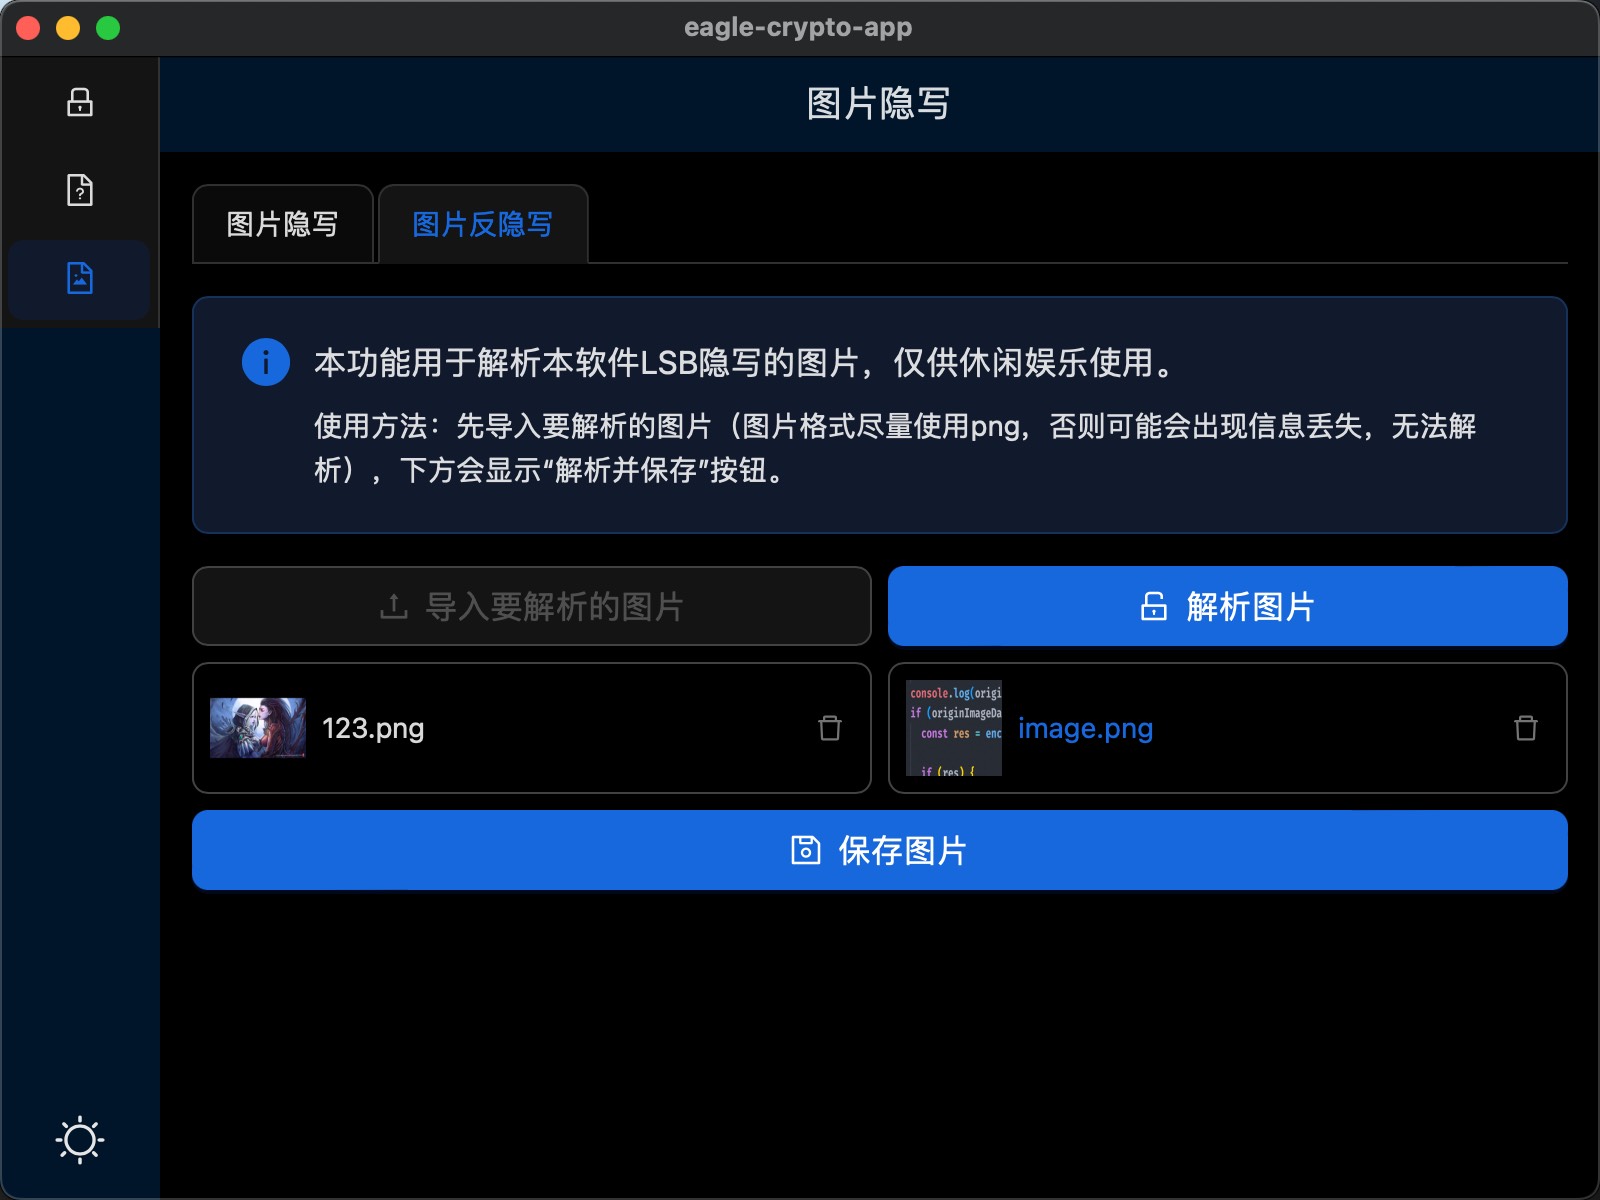 eagle-crypto-app
图片隐写
图片隐写
图片反隐写
本功能用于解析本软件LSB隐写的图片，仅供休闲娱乐使用。
使用方法：先导入要解析的图片（图片格式尽量使用png，否则可能会出现信息丢失，无法解
析），下方会显示“解析并保存”按钮。
导入要解析的图片
解析图片
123.png
console.log(origi
if (originImageDa
const res = enc
if (res) {
image.png
保存图片